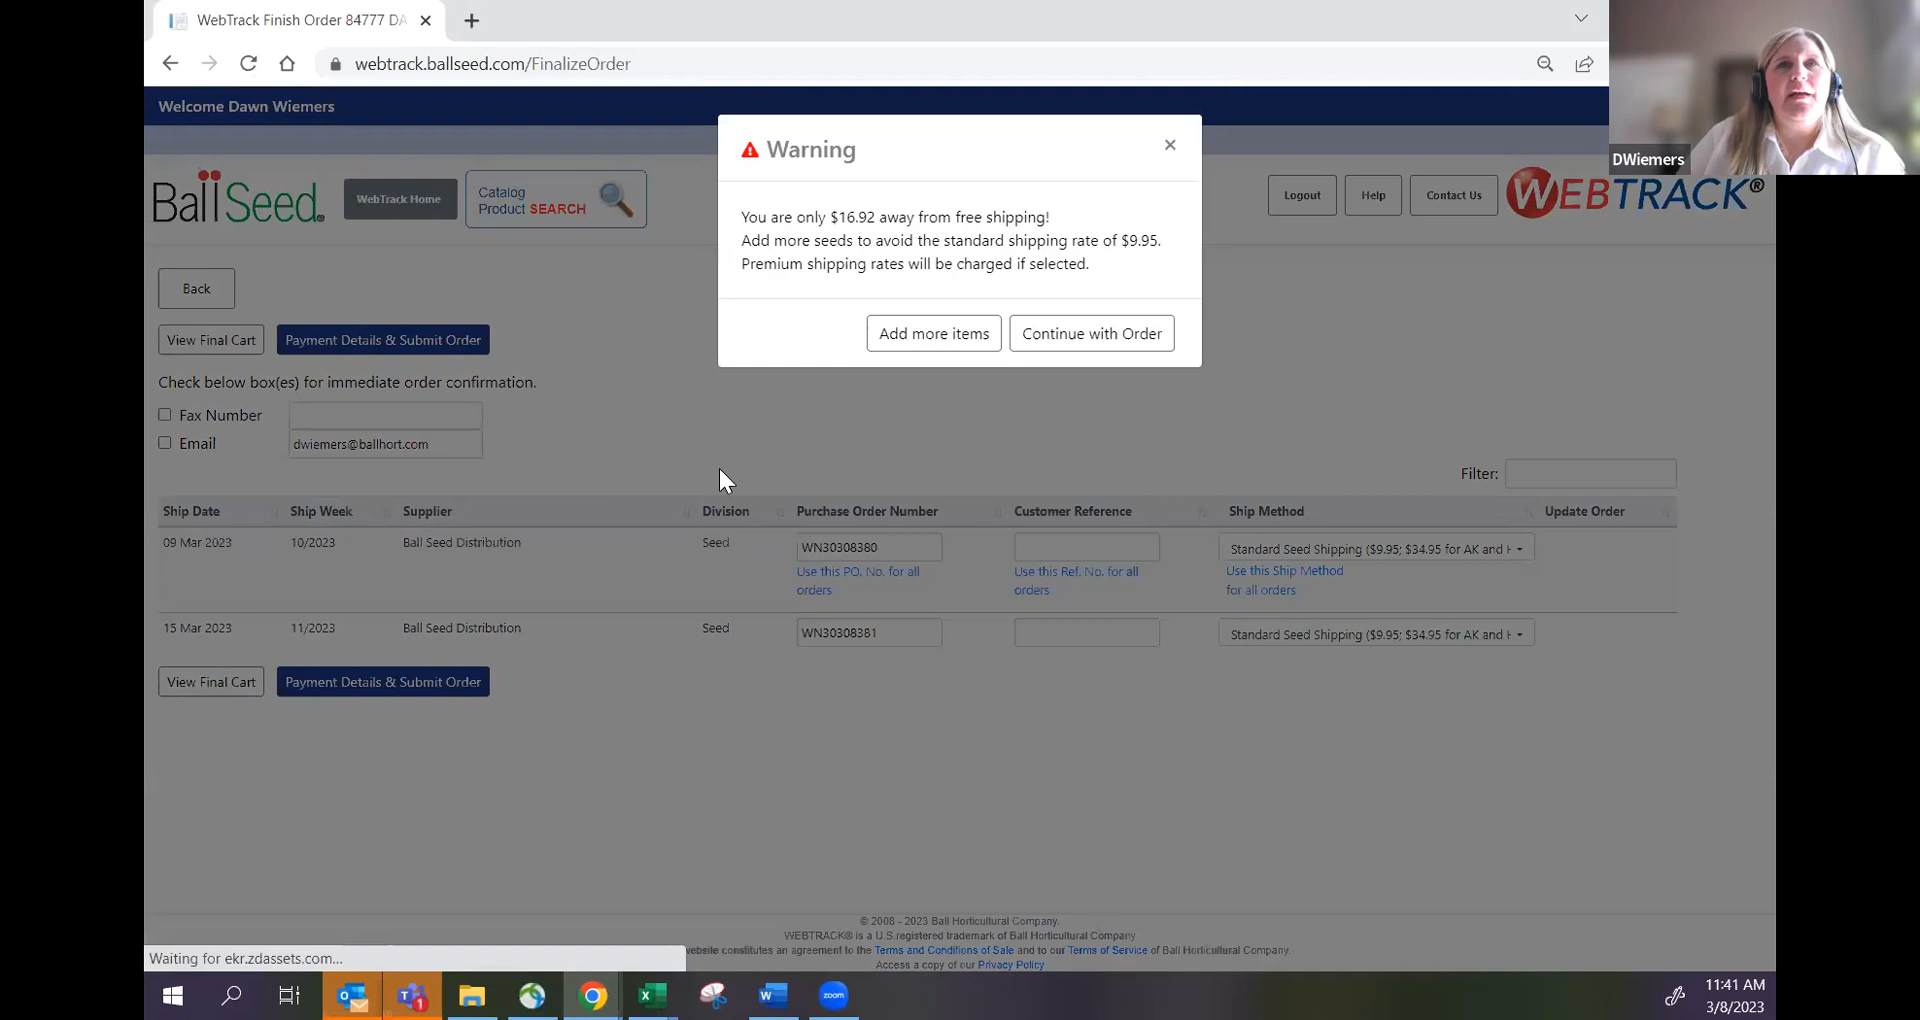 WebTrack Finish Order 84777 DA
webtrack.ballseed.com/FinalizeOrder
Welcome Dawn Wiemers
DWiemers
Ball Seed.
WebTrack Home
Catalog
Product SEARCH
Logout
Help
Contact Us
WEBTRACK®
Warning
You are only $16.92 away from free shipping!
Add more seeds to avoid the standard shipping rate of $9.95.
Premium shipping rates will be charged if selected.
Add more items
Continue with Order
Back
View Final Cart
Payment Details & Submit Order
Check below box(es) for immediate order confirmation.
Fax Number
Email
dwiemers@ballhort.com
Filter:
Ship Date
Ship Week
Supplier
Division
Purchase Order Number
Customer Reference
Ship Method
Update Order
09 Mar 2023
10/2023
Ball Seed Distribution
Seed
WN30308380
Use this PO. No. for all
orders
Use this Ref. No. for all
orders
Standard Seed Shipping ($9.95; $34.95 for AK and H
Use this Ship Method
for all orders
15 Mar 2023
11/2023
Ball Seed Distribution
Seed
WN30308381
Standard Seed Shipping ($9.95; $34.95 for AK and H
View Final Cart
Payment Details & Submit Order
© 2008 - 2023 Ball Horticultural Company.
WEBTRACK® is a U.S.registered trademark of Ball Horticultural Company
website constitutes an agreement to the Terms and Conditions of Sale and to our Terms of Service of Ball Horticultural Company.
Access a copy of our Privacy Policy
Waiting for ekr.zdassets.com...
zoom
11:41 AM
3/8/2023